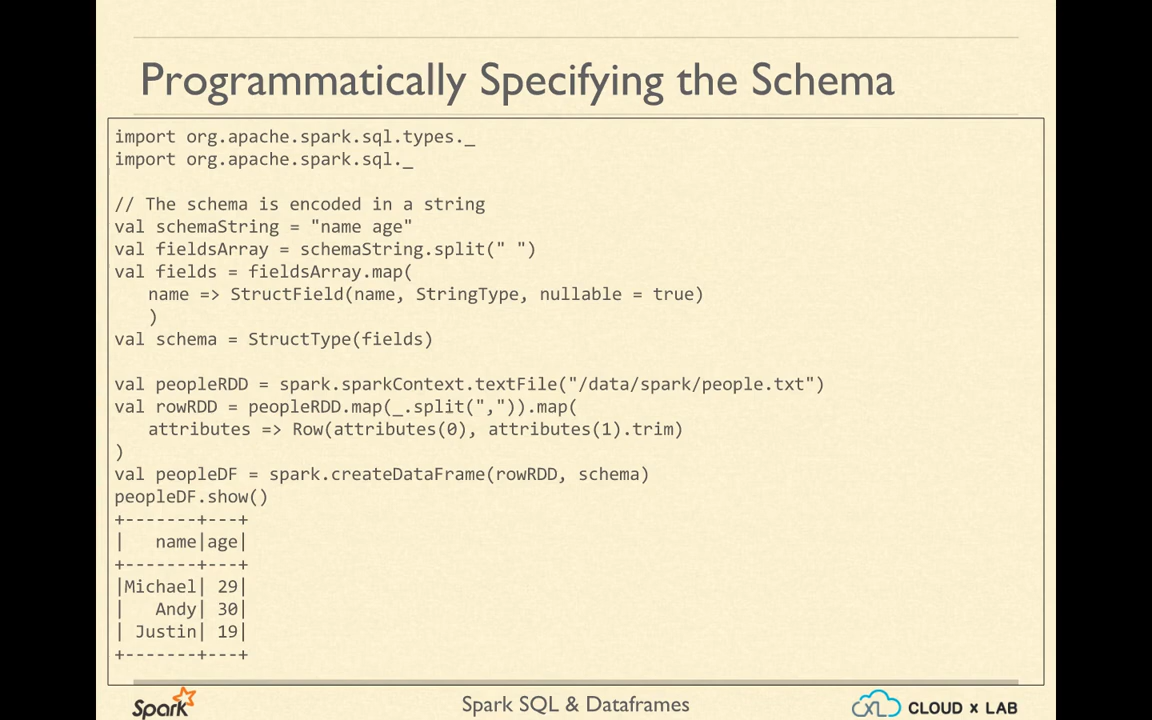 Programmatically Specifying the Schema
import org.apache.spark.sql.types._
import org.apache.spark.sql._
// The schema is encoded in a string
val schemaString = "name age"
val fieldsArray = schemaString.split(" ")
val fields = fieldsArray.map(
   name => StructField(name, StringType, nullable = true)
   )
val schema = StructType(fields)
val peopleRDD = spark.sparkContext.textFile("/data/spark/people.txt")
val rowRDD = peopleRDD.map(_.split(",")).map(
   attributes => Row(attributes(0), attributes(1).trim)
)
val peopleDF = spark.createDataFrame(rowRDD, schema)
peopleDF.show()
+-------+---+
|   name|age|
+-------+---+
|Michael| 29|
|   Andy| 30|
| Justin| 19|
+-------+---+
Spark
Spark SQL & Dataframes
CXL CLOUD x LAB